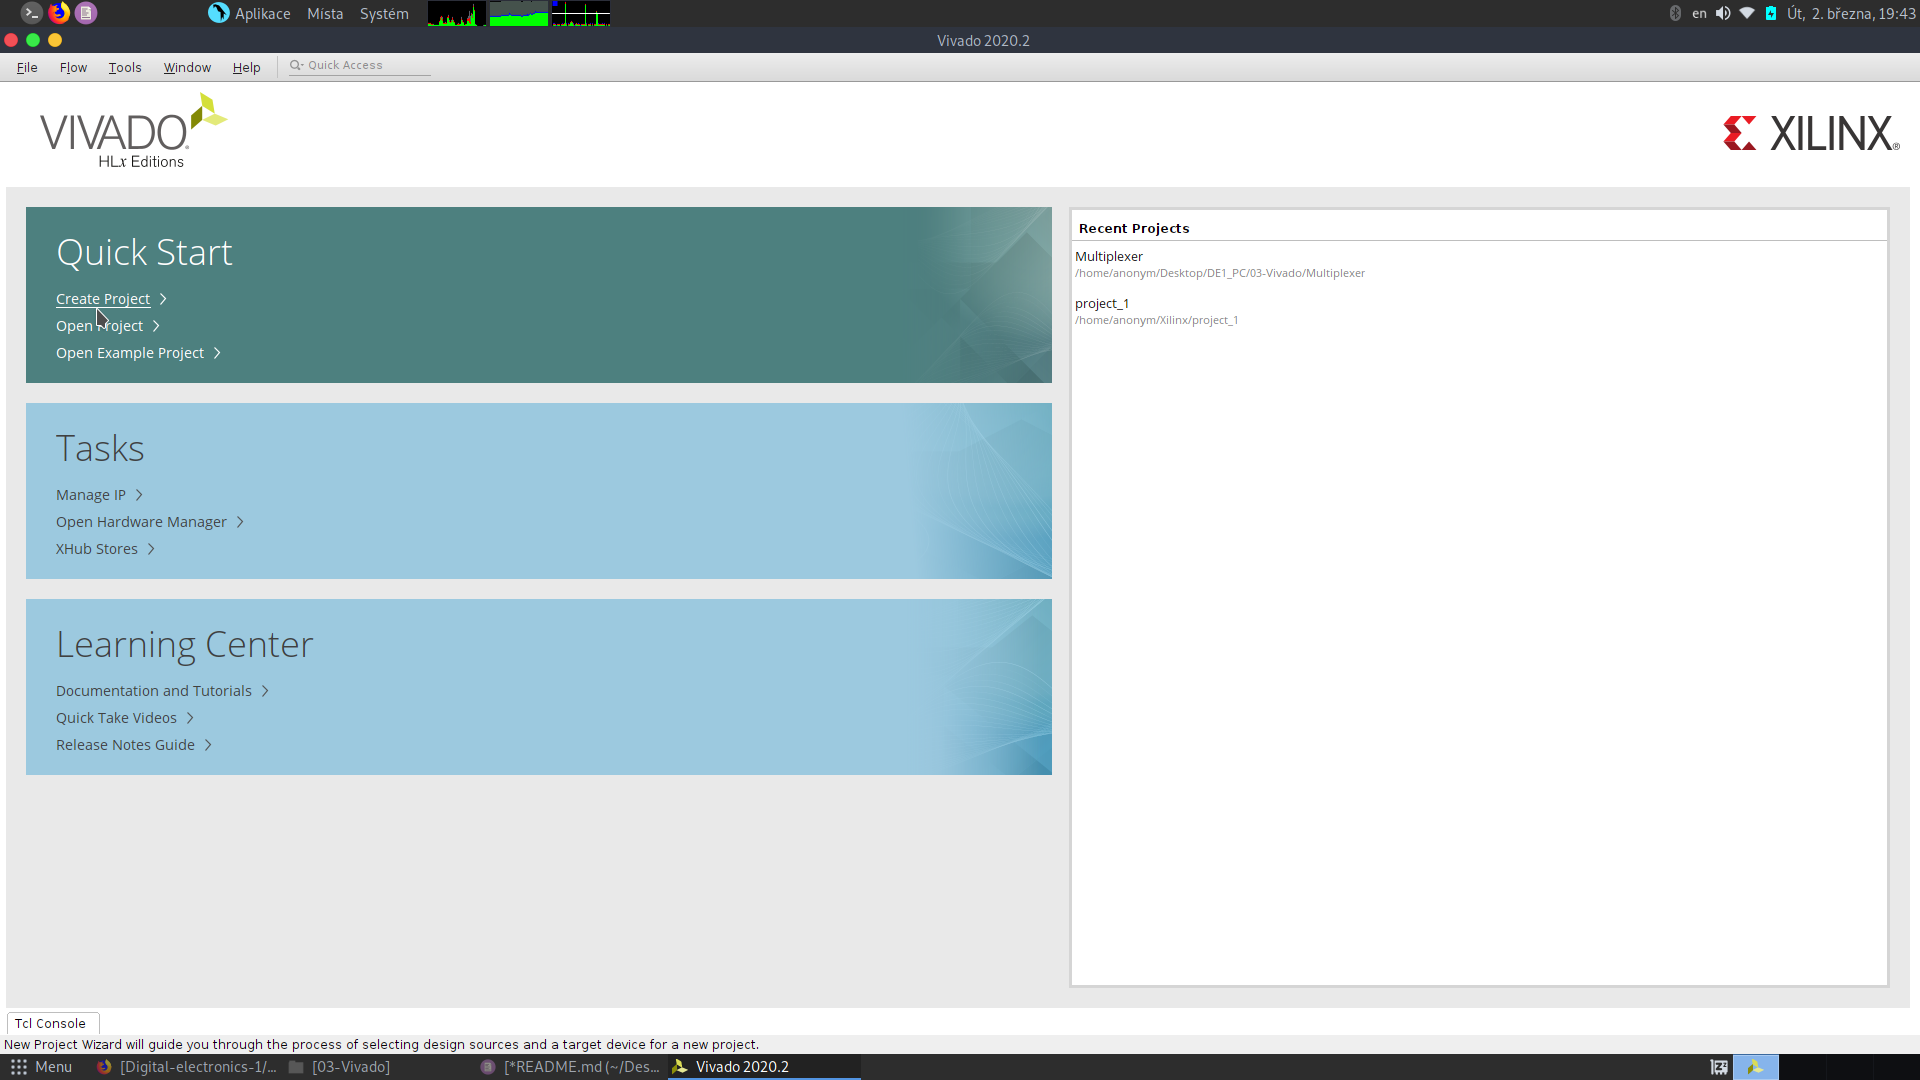 Aplikace Místa Systém en Út, 2. března, 19:43
Vivado 2020.2
File Flow Tools Window Help Quick Access
VIVADO
HLx Editions
XILINX®
Quick Start
Create Project
Open Project
Open Example Project
Tasks
Manage IP
Open Hardware Manager
XHub Stores
Learning Center
Documentation and Tutorials
Quick Take Videos
Release Notes Guide
Recent Projects
Multiplexer
/home/anonym/Desktop/DE1_PC/03-Vivado/Multiplexer
project_1
/home/anonym/Xilinx/project_1
Tcl Console
New Project Wizard will guide you through the process of selecting design sources and a target device for a new project.
Menu [Digital-electronics-1/... [03-Vivado] [*README.md (~/Des... Vivado 2020.2